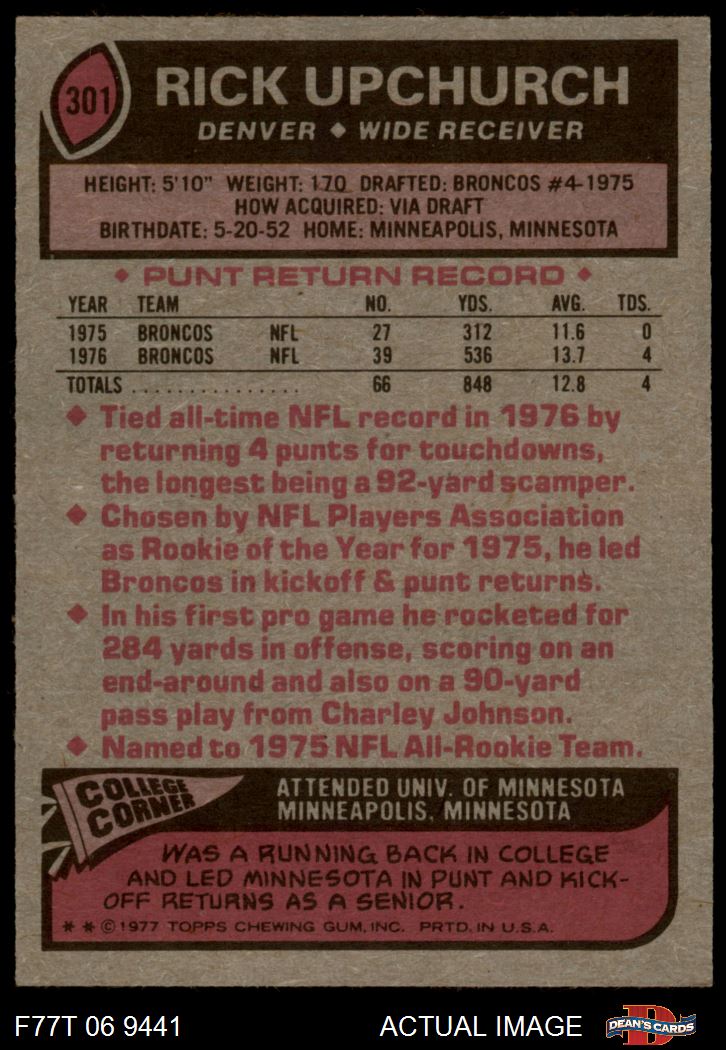 301
RICK UPCHURCH
DENVER ◆ WIDE RECEIVER
HEIGHT: 5'10" WEIGHT: 170 DRAFTED: BRONCOS #4-1975
HOW ACQUIRED: VIA DRAFT
BIRTHDATE: 5-20-52 HOME: MINNEAPOLIS, MINNESOTA
◆ PUNT RETURN RECORD ◆
YEAR TEAM NO. YDS. AVG. TDS.
1975 BRONCOS NFL 27 312 11.6 0
1976 BRONCOS NFL 39 536 13.7 4
TOTALS ................ 66 848 12.8 4
◆ Tied all-time NFL record in 1976 by
returning 4 punts for touchdowns,
the longest being a 92-yard scamper.
◆ Chosen by NFL Players Association
as Rookie of the Year for 1975, he led
Broncos in kickoff & punt returns.
◆ In his first pro game he rocketed for
284 yards in offense, scoring on an
end-around and also on a 90-yard
pass play from Charley Johnson.
◆ Named to 1975 NFL All-Rookie Team.
COLLEGE
CORNER
ATTENDED UNIV. OF MINNESOTA
MINNEAPOLIS, MINNESOTA
WAS A RUNNING BACK IN COLLEGE
AND LED MINNESOTA IN PUNT AND KICK-
OFF RETURNS AS A SENIOR.
* * © 1977 TOPPS CHEWING GUM, INC. PRTD. IN U.S.A.
F77T 06 9441
ACTUAL IMAGE
D
DEAN'S CARDS